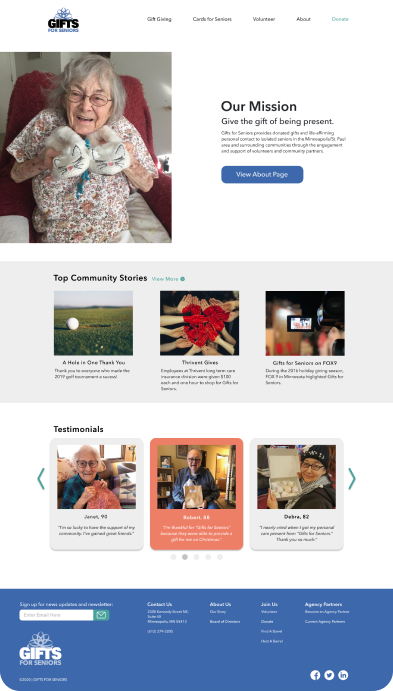 GIFTS
FOR SENIORS
Gift Giving
Cards for Seniors
Volunteer
About
Donate
Our Mission
Give the gift of being present.
Gifts for Seniors provides donated gifts and life-affirming
personal contact to isolated seniors in the Minneapolis/St. Paul
area and surrounding communities through the engagement
and support of volunteers and community partners.
View About Page
Top Community Stories
View More
A Hole in One Thank You
Thank you to everyone who made the
2019 golf tournament a success!
Thrivent Gives
Employees at Thrivent long term care
insurance division were given $100
each and one hour to shop for Gifts for
Seniors.
Gifts for Seniors on FOX9
During the 2016 holiday giving season,
FOX 9 in Minnesota highlighted Gifts for
Seniors.
Testimonials
Janet, 90
"I'm so lucky to have the support of my
community. I've gained great friends."
Robert, 88
"I'm thankful for "Gifts for Seniors"
because they were able to provide a
gift for me on Christmas."
Debra, 82
"I nearly cried when I got my personal
care present from "Gifts for Seniors."
Thank you so much."
Sign up for news updates and newsletter:
Enter Email Here
GIFTS
FOR SENIORS
©2020 | GIFTS FOR SENIORS
Contact Us
Minneapolis, MN 55413
(612) 379-3205
About Us
Our Story
Board of Directors
Join Us
Volunteer
Donate
Find A Barrel
Host A Barrel
Agency Partners
Become an Agency Partner
Current Agency Partners